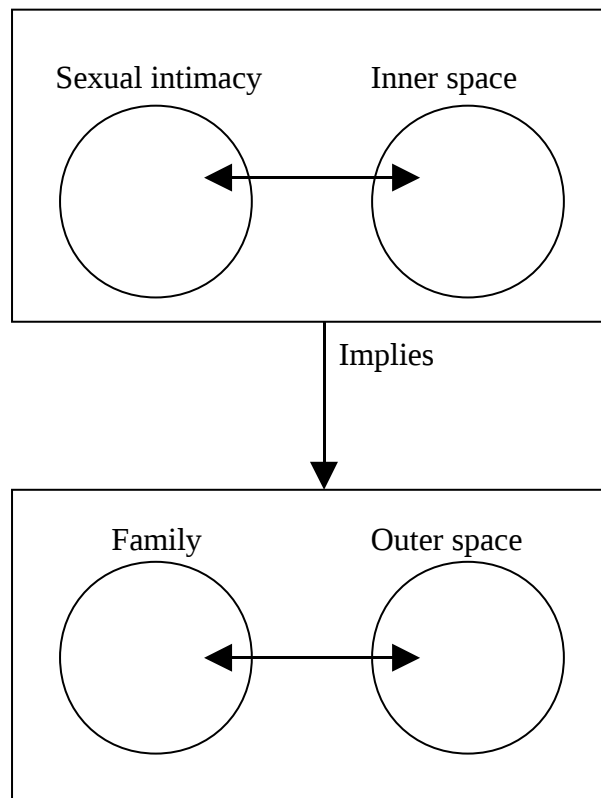 Sexual intimacy
Inner space
Implies
Family
Outer space